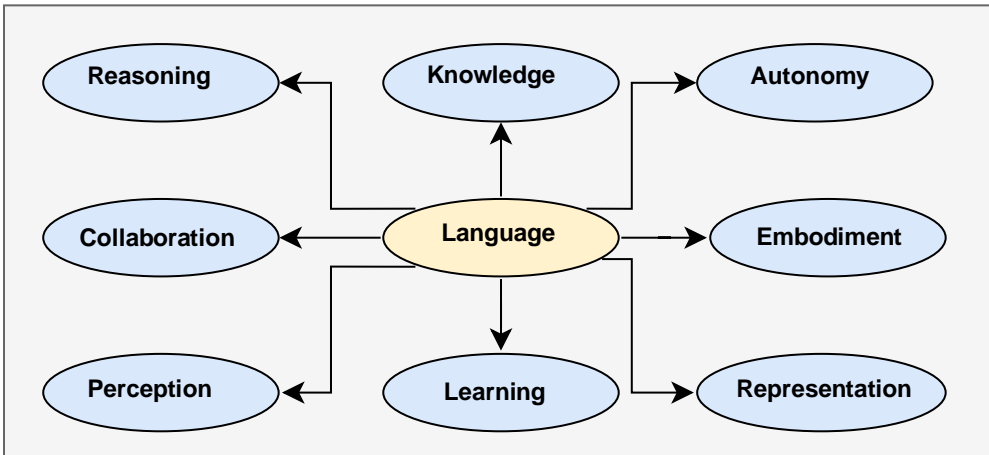 Reasoning
Knowledge
Autonomy
Collaboration
Language
Embodiment
Perception
Learning
Representation